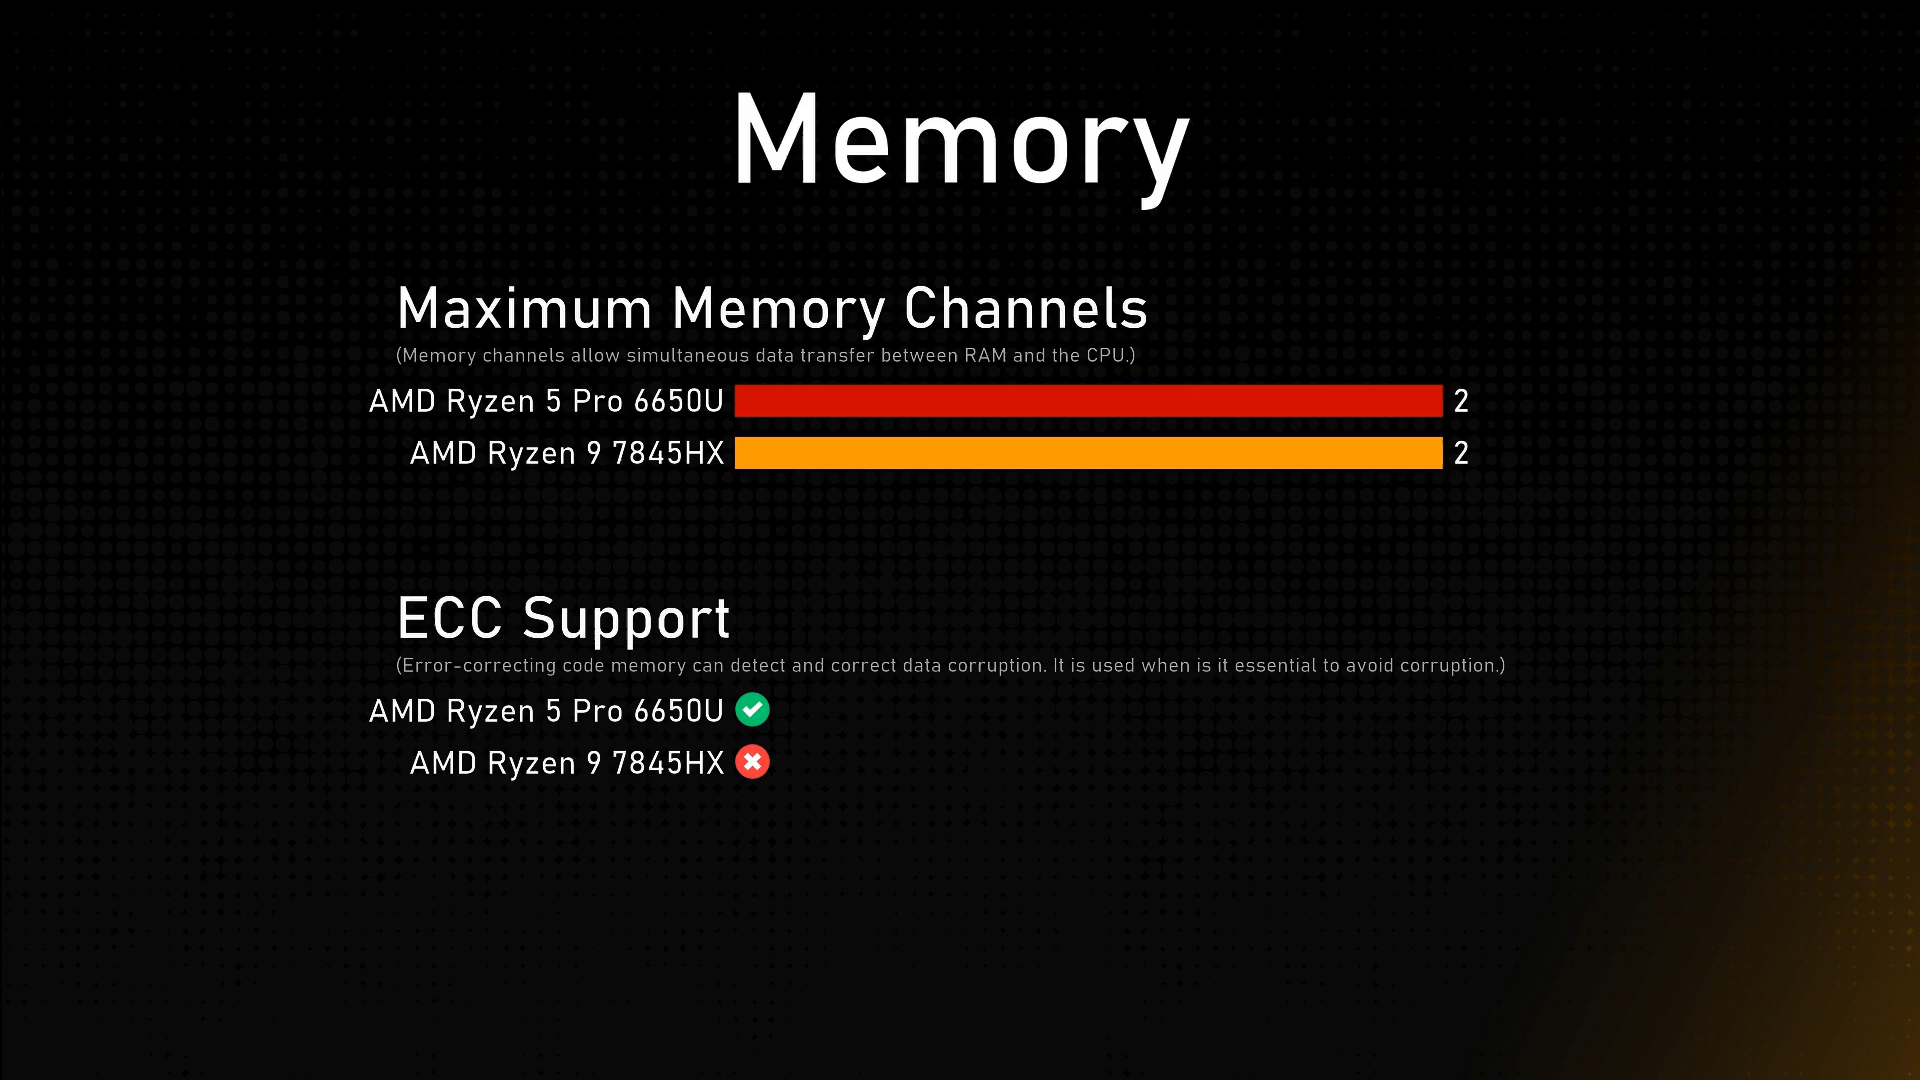 Memory
Maximum Memory Channels
(Memory channels allow simultaneous data transfer between RAM and the CPU.)
AMD Ryzen 5 Pro 6650U 2
AMD Ryzen 9 7845HX 2
ECC Support
(Error-correcting code memory can detect and correct data corruption. It is used when is it essential to avoid corruption.)
AMD Ryzen 5 Pro 6650U
AMD Ryzen 9 7845HX